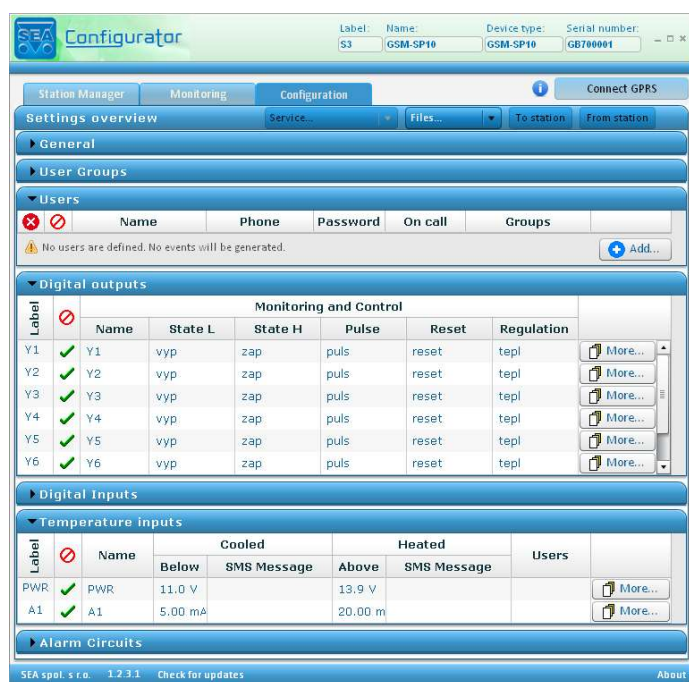 SEA Configurator
Label: Name: Device type: Serial number:
S3 GSM-SP10 GSM-SP10 GB700001
Station Manager Monitoring Configuration Connect GPRS
Settings overview Service... Files... To station From station
General
User Groups
Users
Name Phone Password On call Groups
No users are defined. No events will be generated. Add...
Digital outputs
Label Monitoring and Control
Name State L State H Pulse Reset Regulation
Y1 Y1 vyp zap puls reset tepl More...
Y2 Y2 vyp zap puls reset tepl More...
Y3 Y3 vyp zap puls reset tepl More...
Y4 Y4 vyp zap puls reset tepl More...
Y5 Y5 vyp zap puls reset tepl More...
Y6 Y6 vyp zap puls reset tepl More...
Digital Inputs
Temperature inputs
Label Name Cooled Heated Users
Below SMS Message Above SMS Message
PWR PWR 11.0 V 13.9 V More...
A1 A1 5.00 mA 20.00 m More...
Alarm Circuits
SEA spol. s r.o. 1.2.3.1 Check for updates About